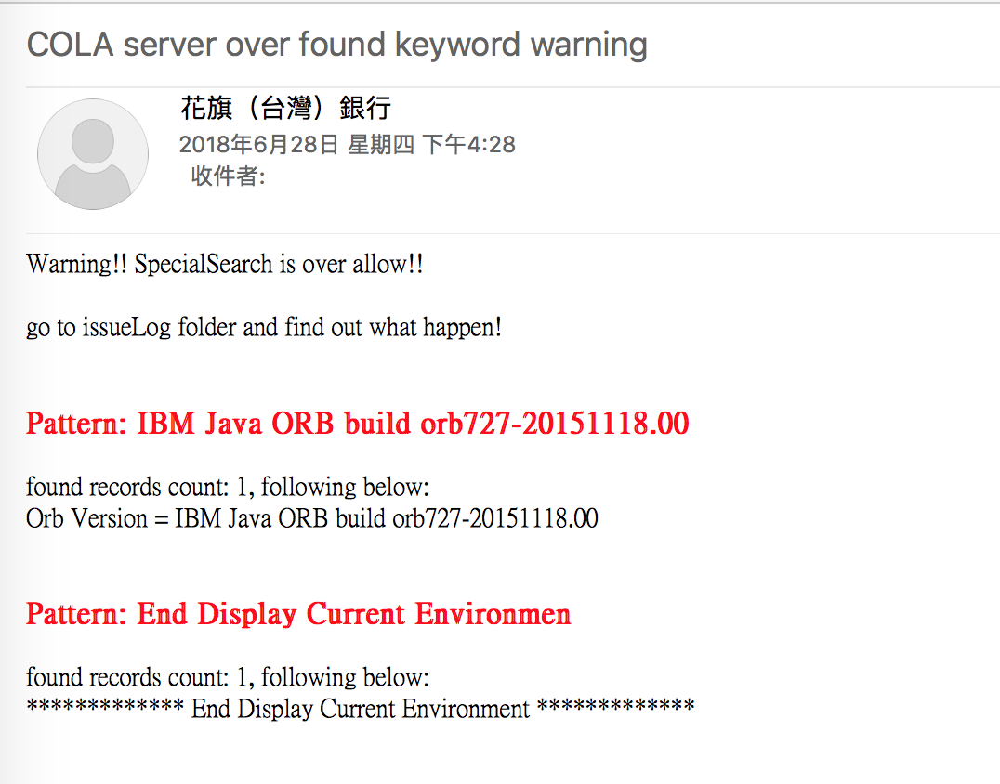 COLA server over found keyword warning
花旗（台灣）銀行
2018年6月28日 星期四 下午4:28
收件者:
Warning!! SpecialSearch is over allow!!
go to issueLog folder and find out what happen!
Pattern: IBM Java ORB build orb727-20151118.00
found records count: 1, following below:
Orb Version = IBM Java ORB build orb727-20151118.00
Pattern: End Display Current Environmen
found records count: 1, following below:
************* End Display Current Environment *************